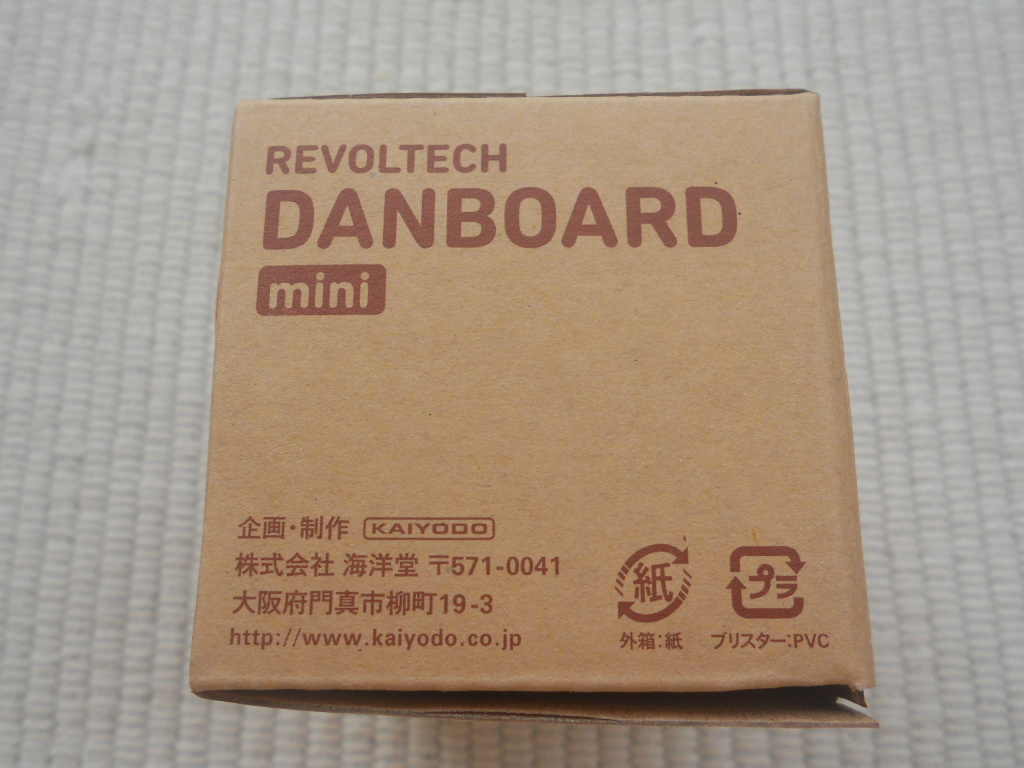 REVOLTECH
DANBOARD
mini
企画・制作 KAIYODO
株式会社 海洋堂 〒571-0041
大阪府門真市柳町19-3
http://www.kaiyodo.co.jp
紙
外箱:紙
プラ
ブリスター:PVC